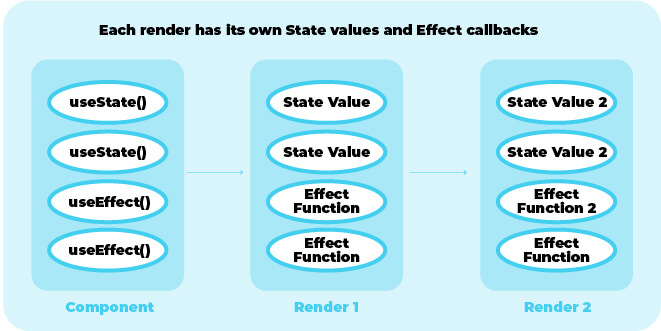 Each render has its own State values and Effect callbacks
useState()
useState()
useEffect()
useEffect()
Component
State Value
State Value
Effect
Function
Effect
Function
Render 1
State Value 2
State Value 2
Effect
Function 2
Effect
Function
Render 2